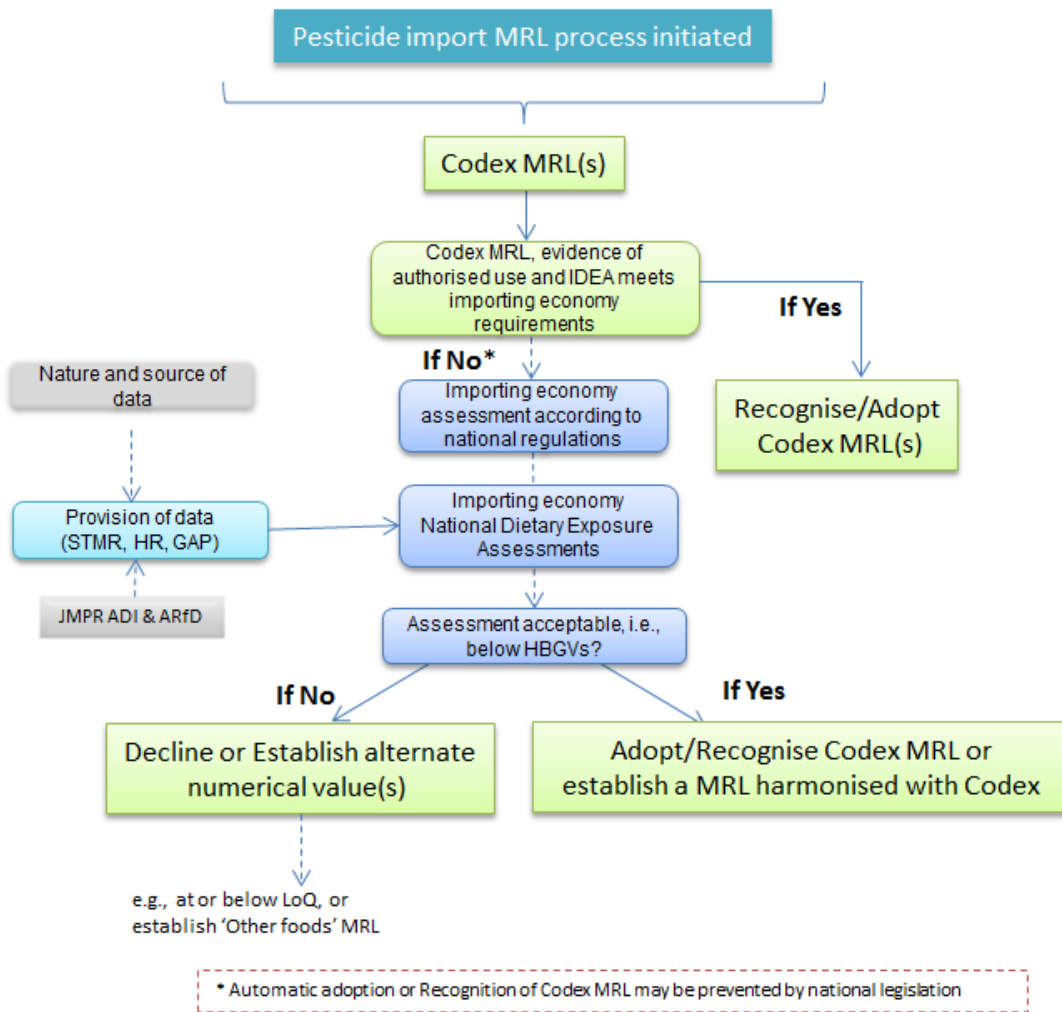 Pesticide import MRL process initiated
Codex MRL(s)
Codex MRL, evidence of
authorised use and IDEA meets
importing economy
requirements
If Yes
If No*
Nature and source of
data
Importing economy
assessment according to
national regulations
Recognise/Adopt
Codex MRL(s)
Provision of data
(STMR, HR, GAP)
Importing economy
National Dietary Exposure
Assessments
JMPR ADI & ARfD
Assessment acceptable, i.e.,
below HBGVs?
If No
If Yes
Decline or Establish alternate
numerical value(s)
Adopt/Recognise Codex MRL or
establish a MRL harmonised with Codex
e.g., at or below LoQ, or
establish ‘Other foods’ MRL
* Automatic adoption or Recognition of Codex MRL may be prevented by national legislation